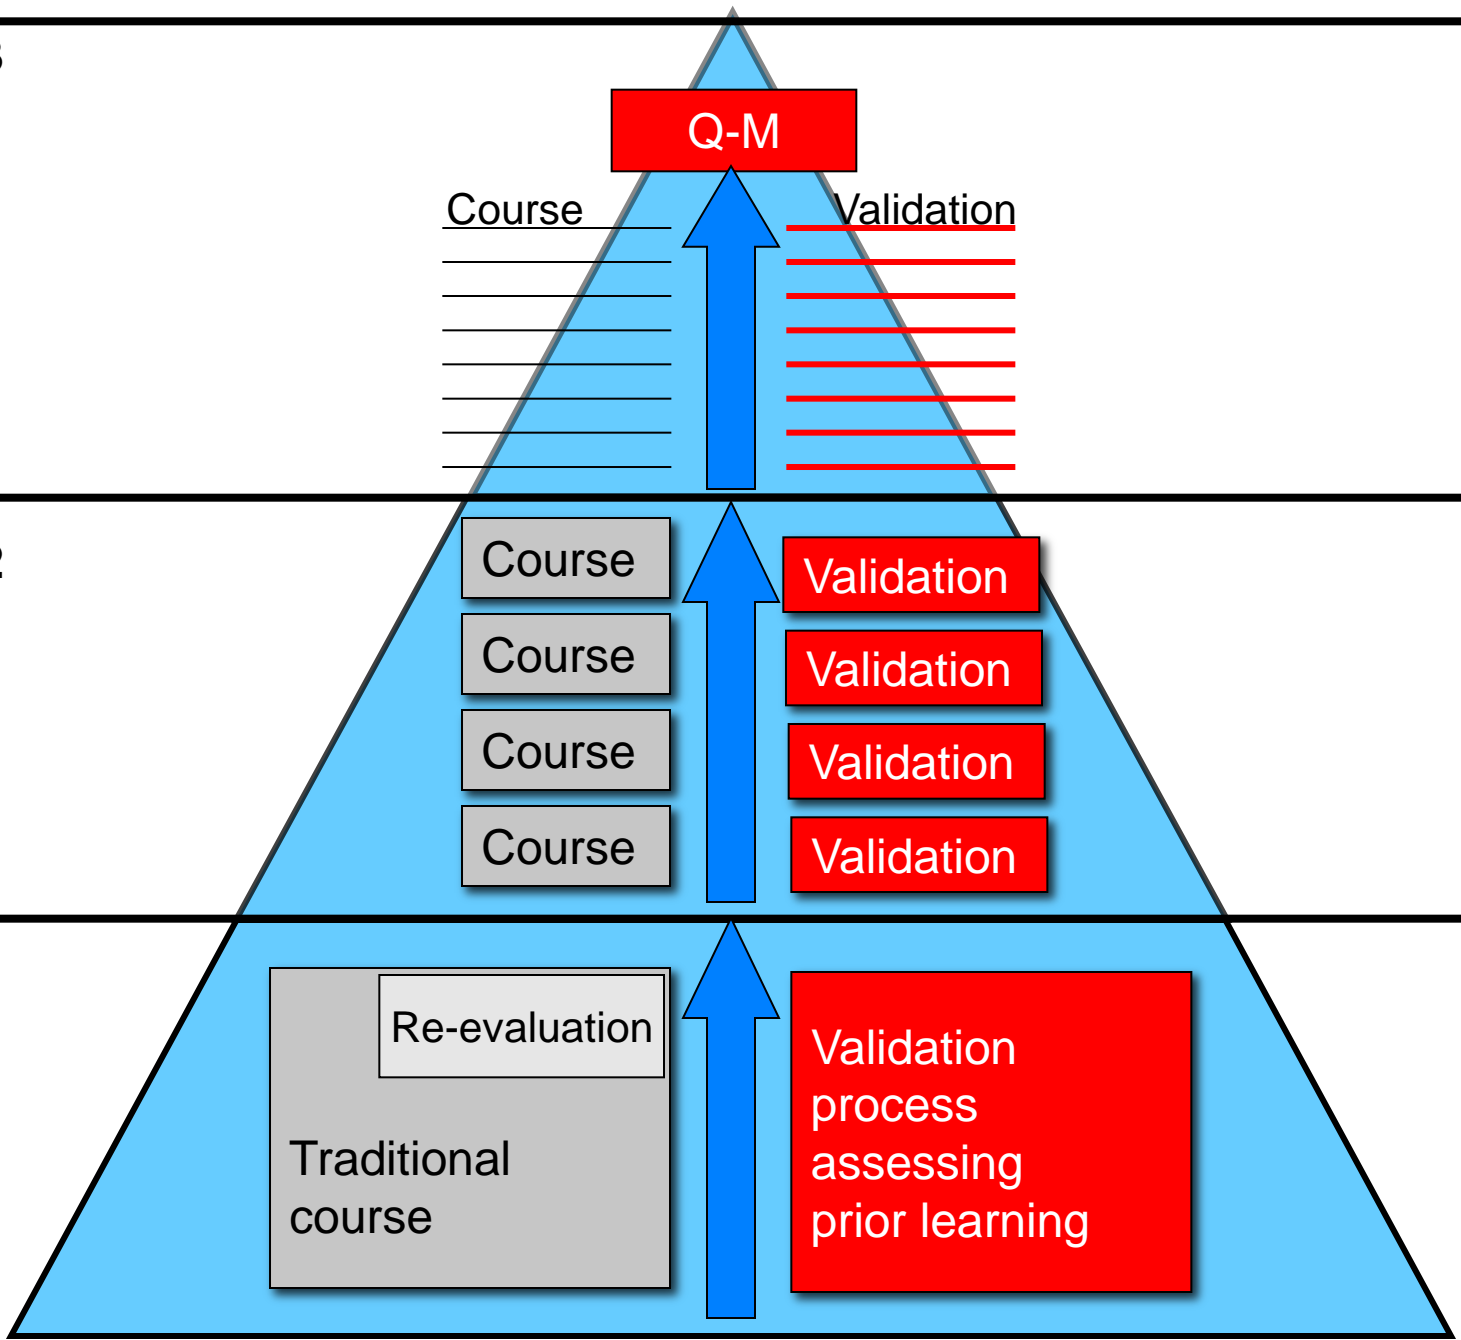 Q-M
Course Validation
Course
Validation
Course
Validation
Course
Validation
Course
Validation
Re-evaluation
Traditional
course
Validation
process
assessing
prior learning